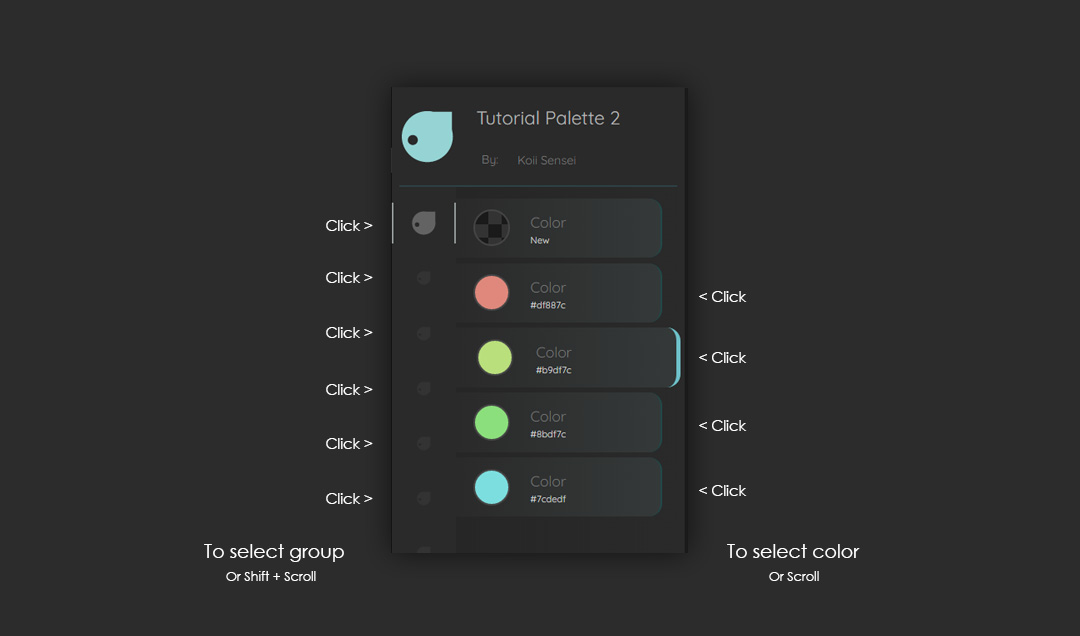 Tutorial Palette 2
By: Koii Sensei
Click >
Color
New
Click >
Color
#df887c
< Click
Click >
Color
#b9df7c
< Click
Click >
Color
#8bdf7c
< Click
Click >
Color
#7cdedf
< Click
Click >
To select group
Or Shift + Scroll
To select color
Or Scroll